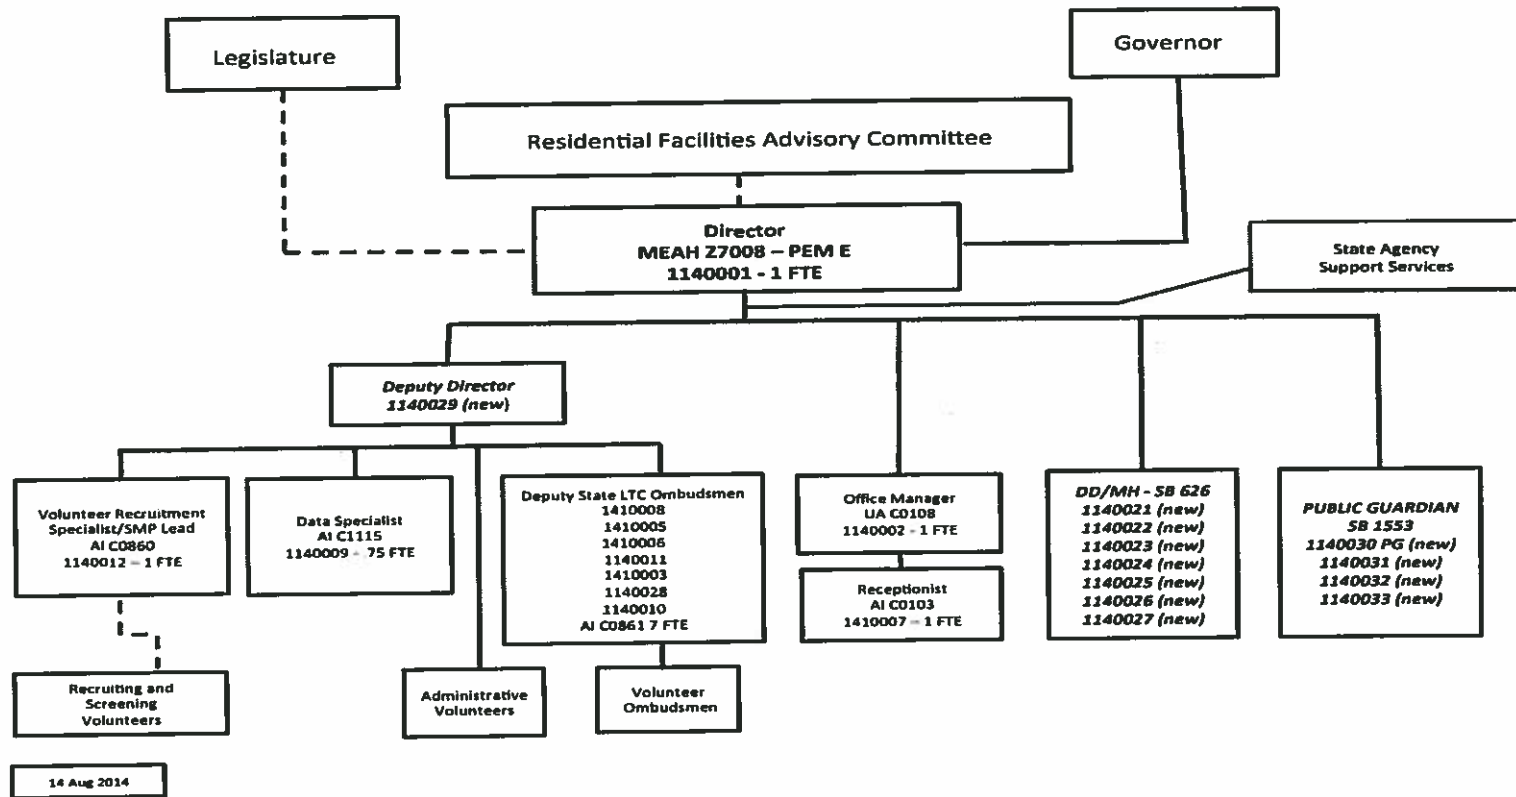 Legislature
Governor
Residential Facilities Advisory Committee
Director
MEAH Z7008 – PEM E
1140001 - 1 FTE
State Agency
Support Services
Deputy Director
1140029 (new)
Volunteer Recruitment
Specialist/SMP Lead
AI C0860
1140012 – 1 FTE
Data Specialist
AI C1115
1140009 – .75 FTE
Deputy State LTC Ombudsmen
1410008
1410005
1410006
1140011
1410003
1140028
1140010
AI C0861 7 FTE
Office Manager
UA C0108
1140002 - 1 FTE
Receptionist
AI C0103
1410007 – 1 FTE
DD/MH - SB 626
1140021 (new)
1140022 (new)
1140023 (new)
1140024 (new)
1140025 (new)
1140026 (new)
1140027 (new)
PUBLIC GUARDIAN
SB 1553
1140030 PG (new)
1140031 (new)
1140032 (new)
1140033 (new)
Recruiting and
Screening
Volunteers
Administrative
Volunteers
Volunteer
Ombudsmen
14 Aug 2014